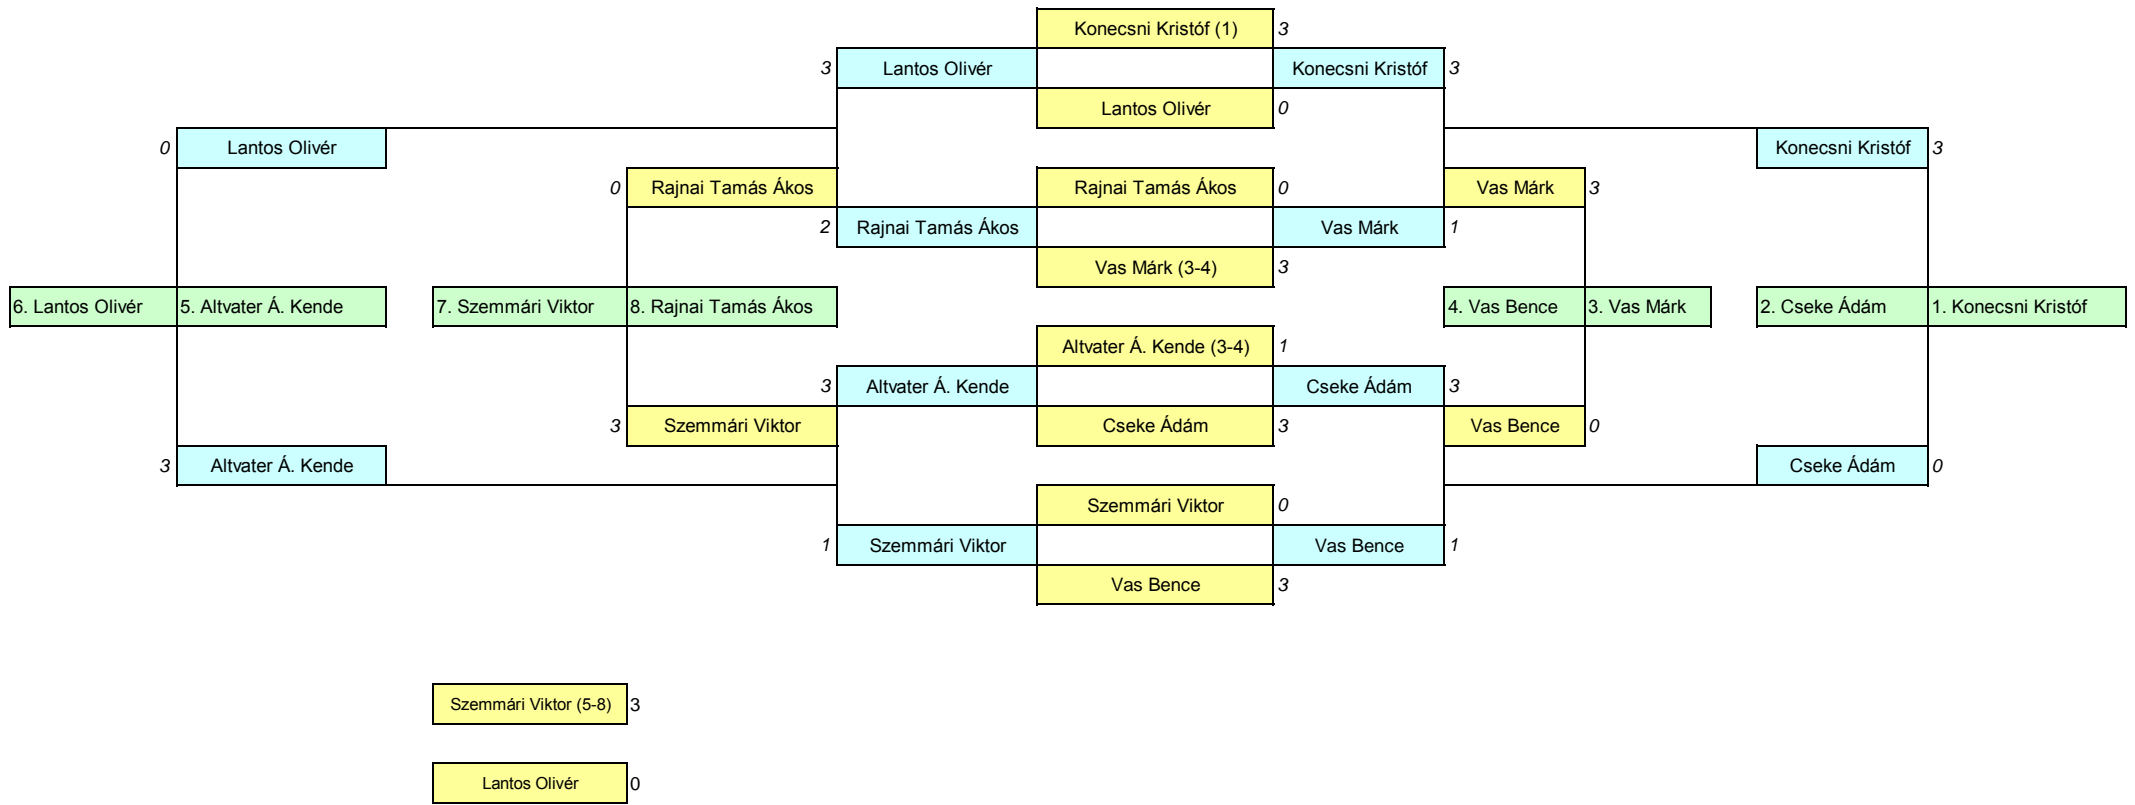 Konecsni Kristóf (1) 3
3 Lantos Olivér Konecsni Kristóf 3
Lantos Olivér 0
0 Lantos Olivér Konecsni Kristóf 3
0 Rajnai Tamás Ákos Rajnai Tamás Ákos 0 Vas Márk 3
2 Rajnai Tamás Ákos Vas Márk 1
Vas Márk (3-4) 3
6. Lantos Olivér 5. Altvater Á. Kende 7. Szemmári Viktor 8. Rajnai Tamás Ákos 4. Vas Bence 3. Vas Márk 2. Cseke Ádám 1. Konecsni Kristóf
Altvater Á. Kende (3-4) 1
3 Altvater Á. Kende Cseke Ádám 3
3 Szemmári Viktor Cseke Ádám 3 Vas Bence 0
3 Altvater Á. Kende Cseke Ádám 0
Szemmári Viktor 0
1 Szemmári Viktor Vas Bence 1
Vas Bence 3
Szemmári Viktor (5-8) 3
Lantos Olivér 0